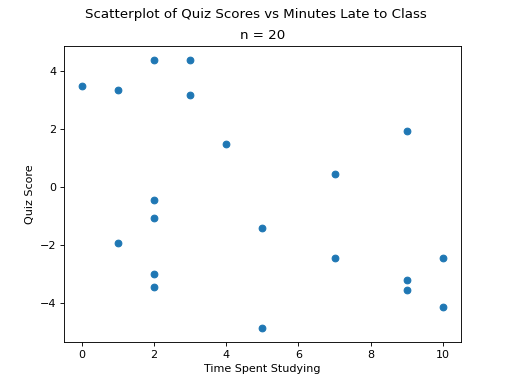 Scatterplot of Quiz Scores vs Minutes Late to Class
n = 20
4
2
0
−2
−4
Quiz Score
0 2 4 6 8 10
Time Spent Studying